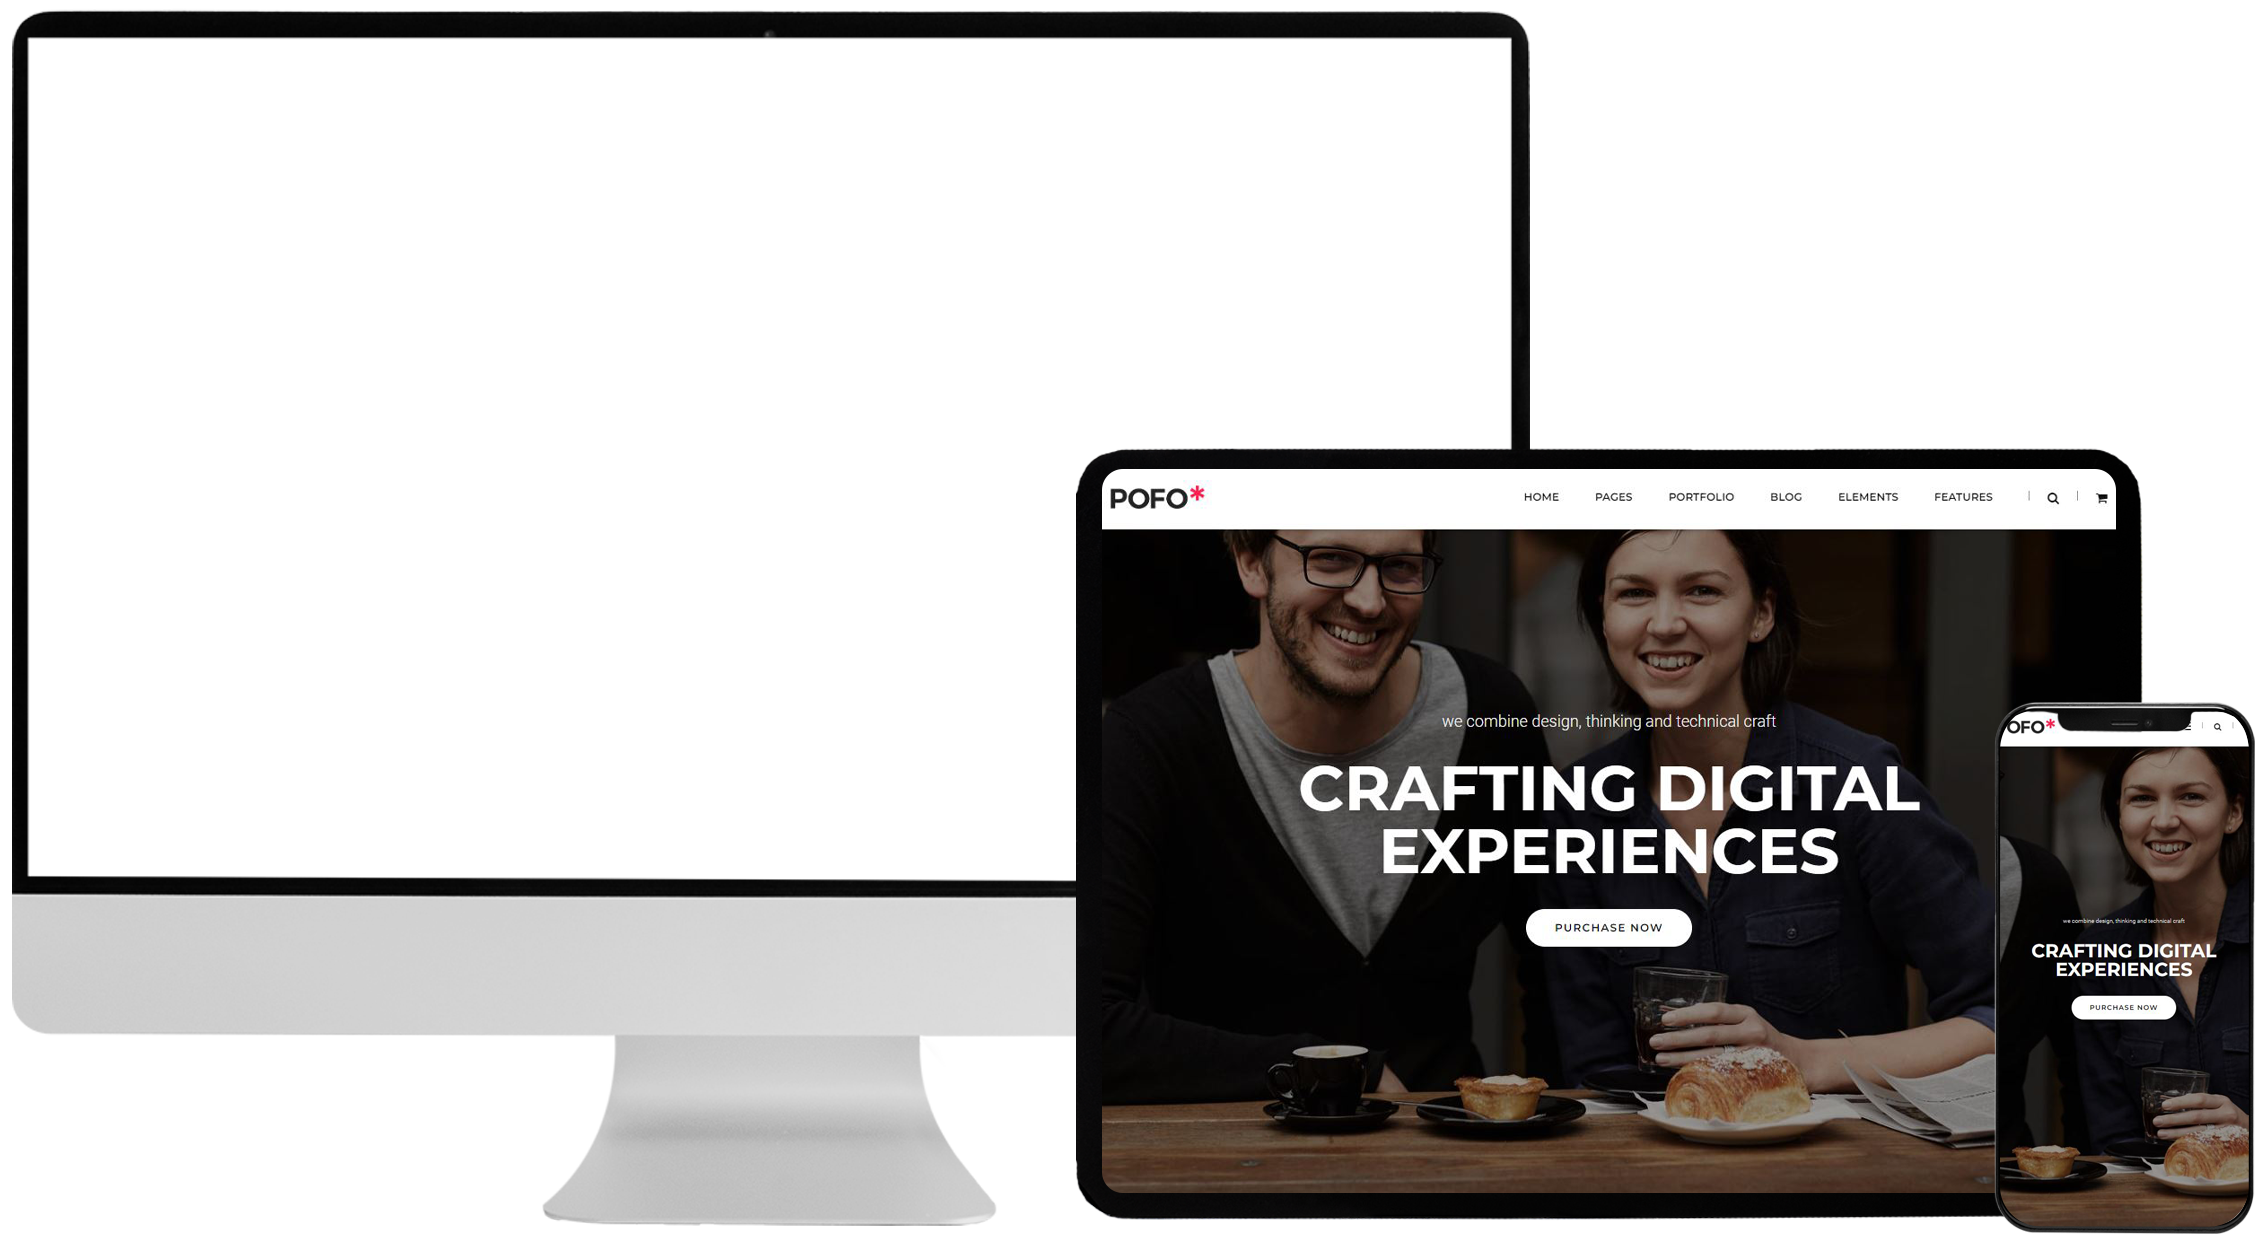 POFO*
HOME PAGES PORTFOLIO BLOG ELEMENTS FEATURES
we combine design, thinking and technical craft
CRAFTING DIGITAL
EXPERIENCES
PURCHASE NOW
OFO*
we combine design, thinking and technical craft
CRAFTING DIGITAL
EXPERIENCES
PURCHASE NOW